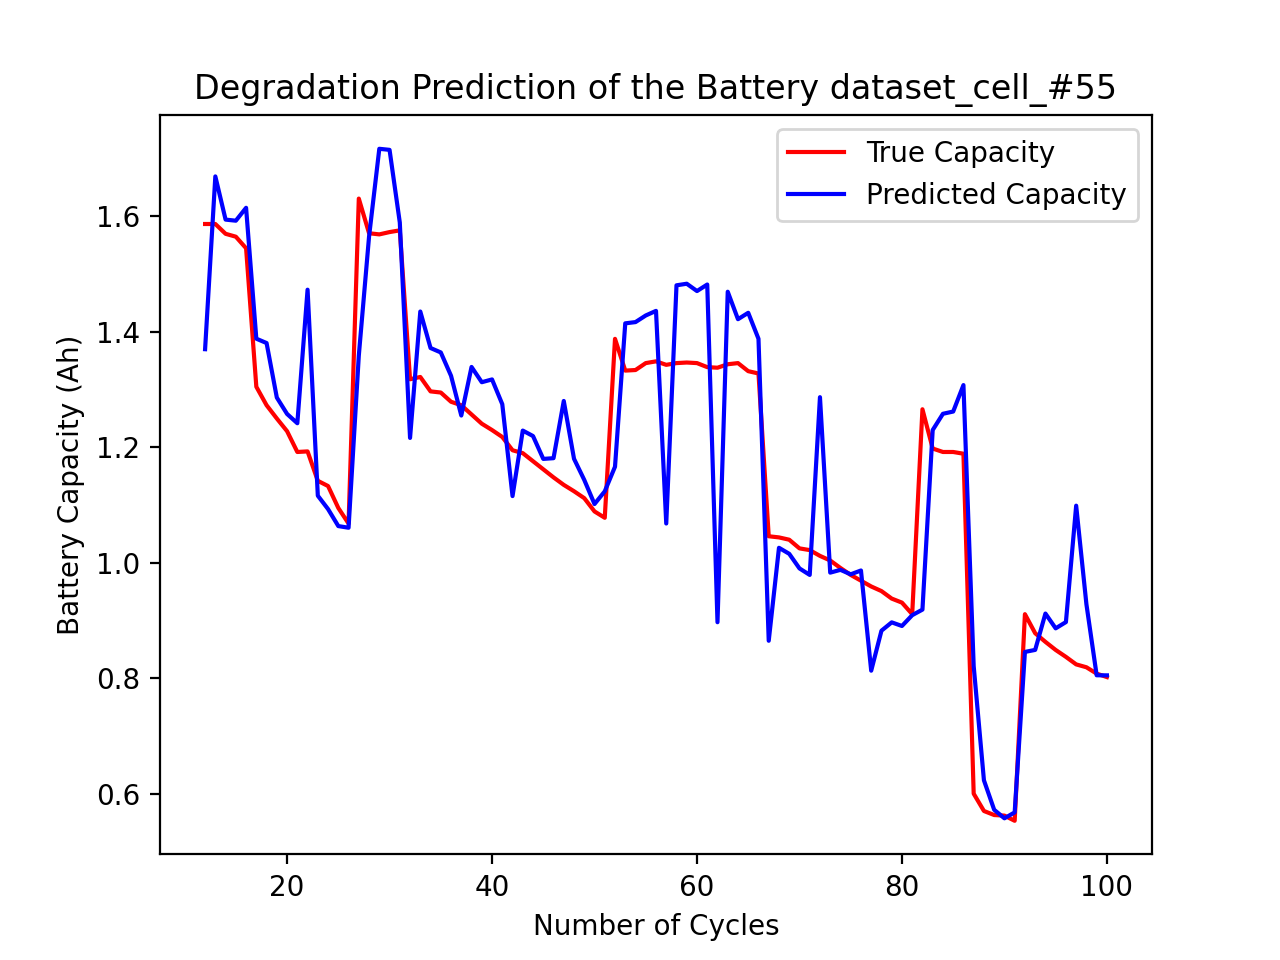 Degradation Prediction of the Battery dataset_cell_#55
True Capacity
Predicted Capacity
1.6
1.4
1.2
1.0
0.8
0.6
Battery Capacity (Ah)
20 40 60 80 100
Number of Cycles